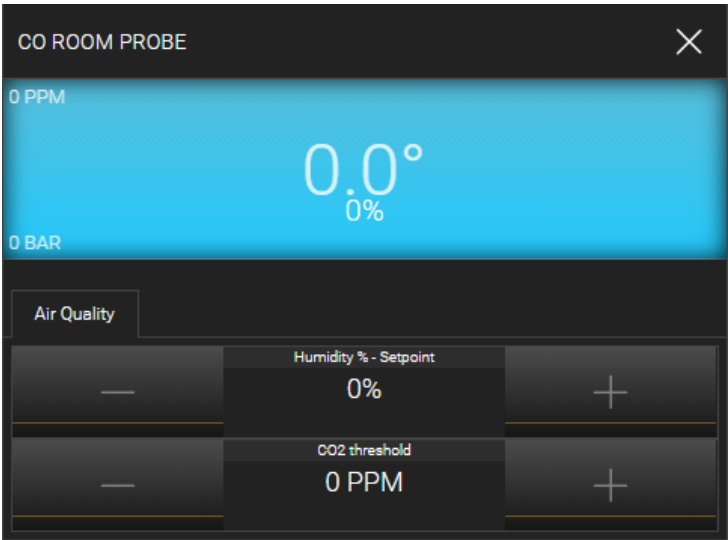 CO ROOM PROBE
0 PPM
0.0°
0%
0 BAR
Air Quality
Humidity % - Setpoint
0%
CO2 threshold
0 PPM